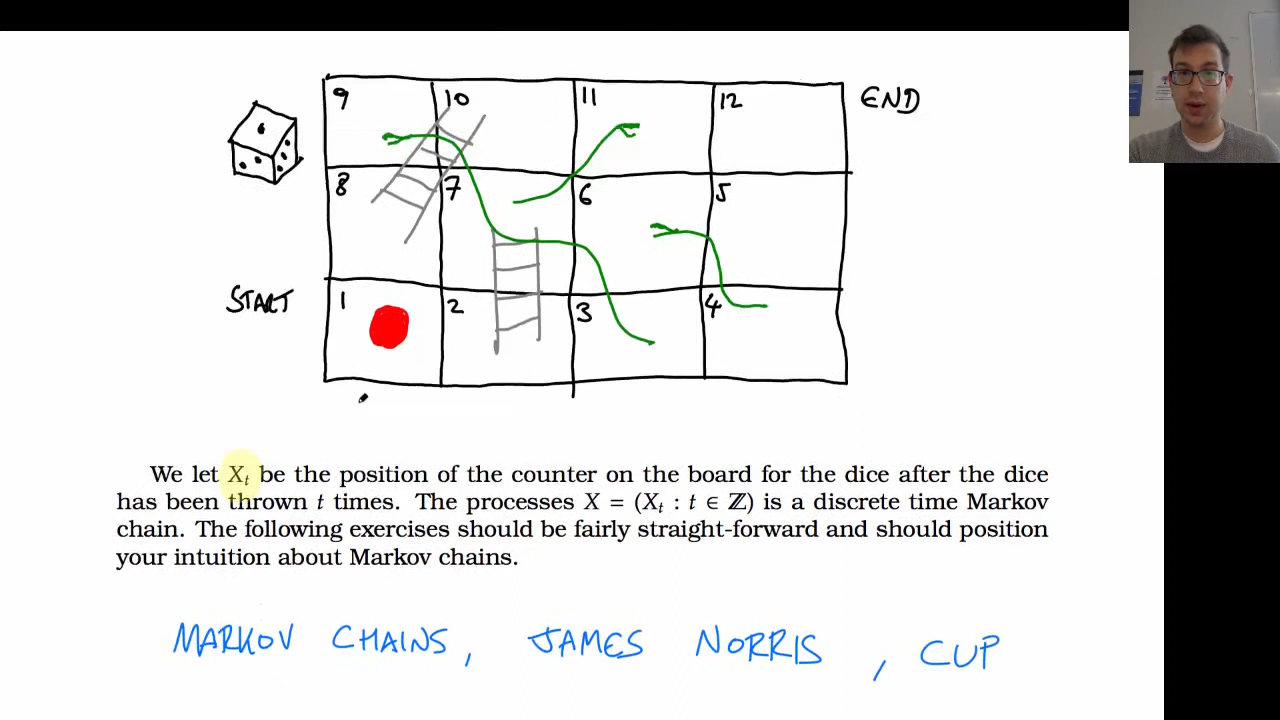 9 10 11 12 END
8 7 6 5
START 1 2 3 4
We let Xₜ be the position of the counter on the board for the dice after the dice
has been thrown t times. The processes X = (Xₜ : t ∈ ℤ) is a discrete time Markov
chain. The following exercises should be fairly straight-forward and should position
your intuition about Markov chains.
MARKOV CHAINS, JAMES NORRIS, CUP